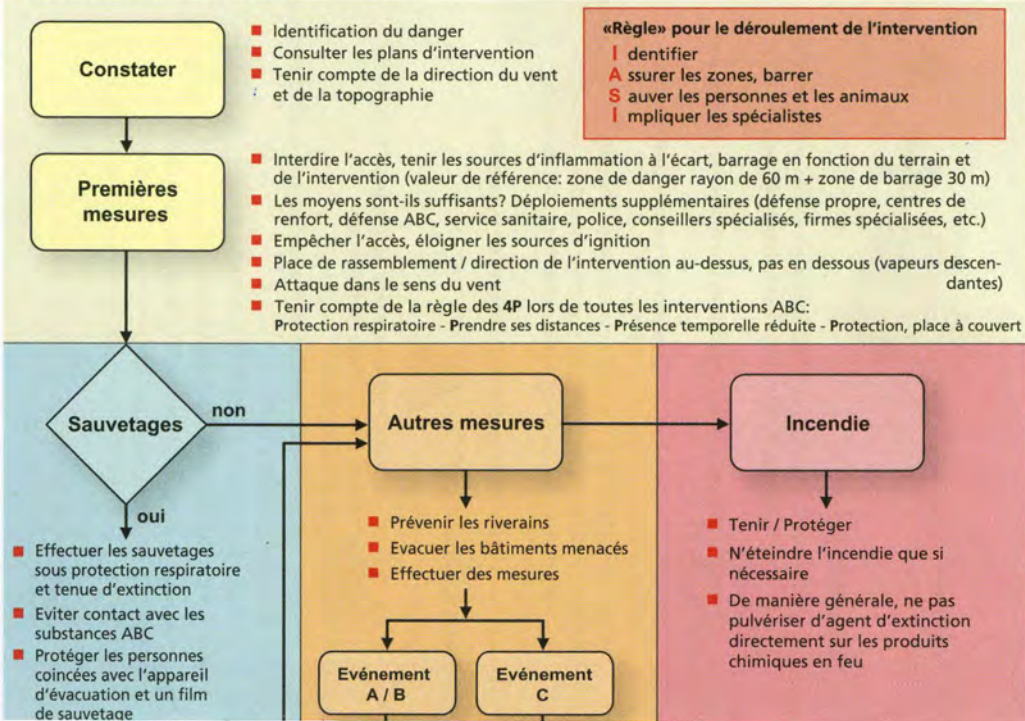 Constater
■ Identification du danger
■ Consulter les plans d'intervention
■ Tenir compte de la direction du vent
et de la topographie
«Règle» pour le déroulement de l'intervention
I dentifier
A ssurer les zones, barrer
S auver les personnes et les animaux
I mpliquer les spécialistes
Premières
mesures
■ Interdire l'accès, tenir les sources d'inflammation à l'écart, barrage en fonction du terrain et
de l'intervention (valeur de référence: zone de danger rayon de 60 m + zone de barrage 30 m)
■ Les moyens sont-ils suffisants? Déploiements supplémentaires (défense propre, centres de
renfort, défense ABC, service sanitaire, police, conseillers spécialisés, firmes spécialisées, etc.)
■ Empêcher l'accès, éloigner les sources d'ignition
■ Place de rassemblement / direction de l'intervention au-dessus, pas en dessous (vapeurs descen-
dantes)
■ Attaque dans le sens du vent
■ Tenir compte de la règle des 4P lors de toutes les interventions ABC:
Protection respiratoire - Prendre ses distances - Présence temporelle réduite - Protection, place à couvert
Sauvetages
non
oui
■ Effectuer les sauvetages
sous protection respiratoire
et tenue d'extinction
■ Eviter contact avec les
substances ABC
■ Protéger les personnes
coincées avec l'appareil
d'évacuation et un film
de sauvetage
Autres mesures
■ Prévenir les riverains
■ Evacuer les bâtiments menacés
■ Effectuer des mesures
Evénement
A / B
Evénement
C
Incendie
■ Tenir / Protéger
■ N'éteindre l'incendie que si
nécessaire
■ De manière générale, ne pas
pulvériser d'agent d'extinction
directement sur les produits
chimiques en feu